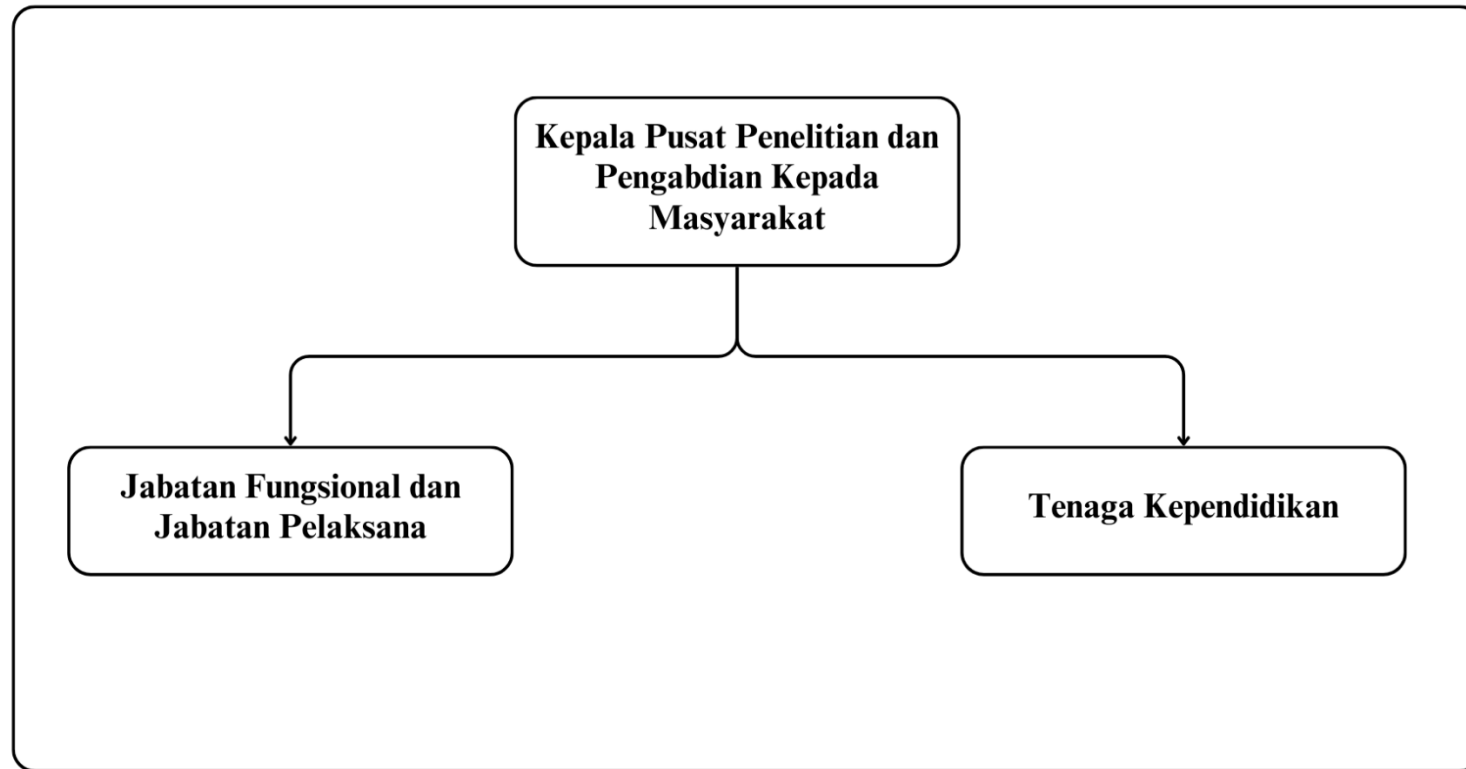 Kepala Pusat Penelitian dan
Pengabdian Kepada
Masyarakat
Jabatan Fungsional dan
Jabatan Pelaksana
Tenaga Kependidikan